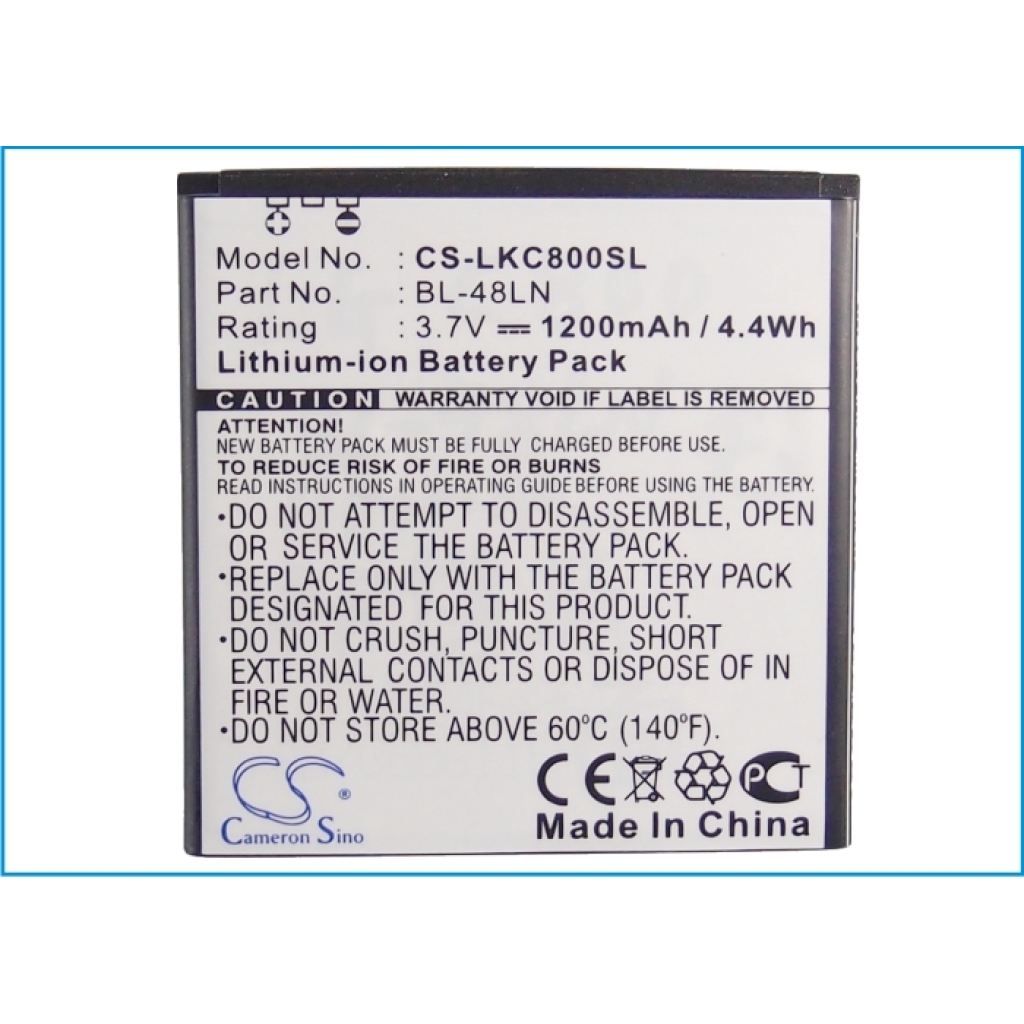 Model No. : CS-LKC800SL
Part No. : BL-48LN
Rating : 3.7V 1200mAh / 4.4Wh
Lithium-ion Battery Pack
CAUTION WARRANTY VOID IF LABEL IS REMOVED
ATTENTION!
NEW BATTERY PACK MUST BE FULLY CHARGED BEFORE USE.
TO REDUCE RISK OF FIRE OR BURNS
READ INSTRUCTIONS IN OPERATING GUIDE BEFORE USING THE BATTERY.
·DO NOT ATTEMPT TO DISASSEMBLE, OPEN
OR SERVICE THE BATTERY PACK.
·REPLACE ONLY WITH THE BATTERY PACK
DESIGNATED FOR THIS PRODUCT.
·DO NOT CRUSH, PUNCTURE, SHORT
EXTERNAL CONTACTS OR DISPOSE OF IN
FIRE OR WATER.
·DO NOT STORE ABOVE 60°C (140°F).
CS ®
Cameron Sino
CE PCT
Made In China